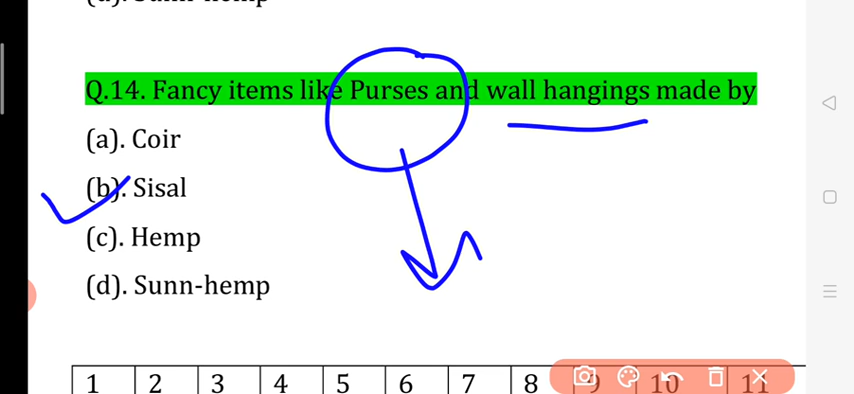 Q.14. Fancy items like Purses and wall hangings made by
(a). Coir
(b). Sisal
(c). Hemp
(d). Sunn-hemp
1 2 3 4 5 6 7 8 9 10 11